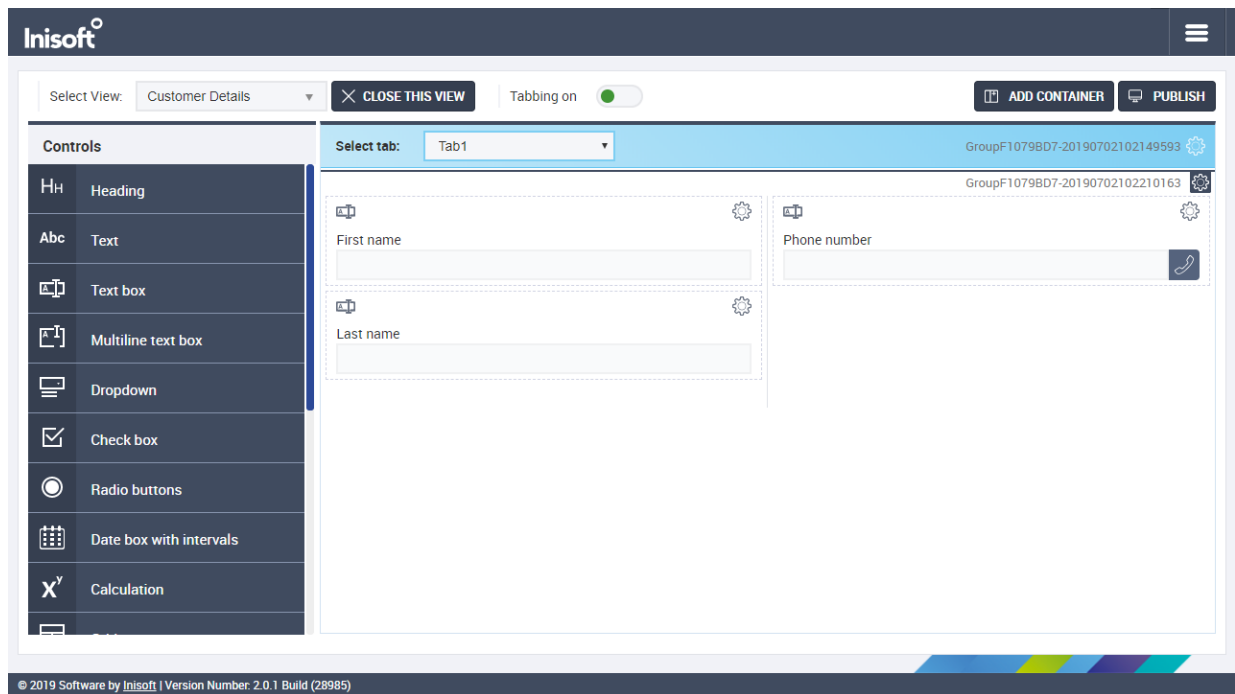 Inisoft
Select View: Customer Details CLOSE THIS VIEW Tabbing on ADD CONTAINER PUBLISH
Controls
Select tab: Tab1 GroupF1079BD7-20190702102149593
GroupF1079BD7-20190702102210163
Heading
Text
Text box
Multiline text box
Dropdown
Check box
Radio buttons
Date box with intervals
Calculation
First name
Last name
Phone number
© 2019 Software by Inisoft | Version Number: 2.0.1 Build (28985)